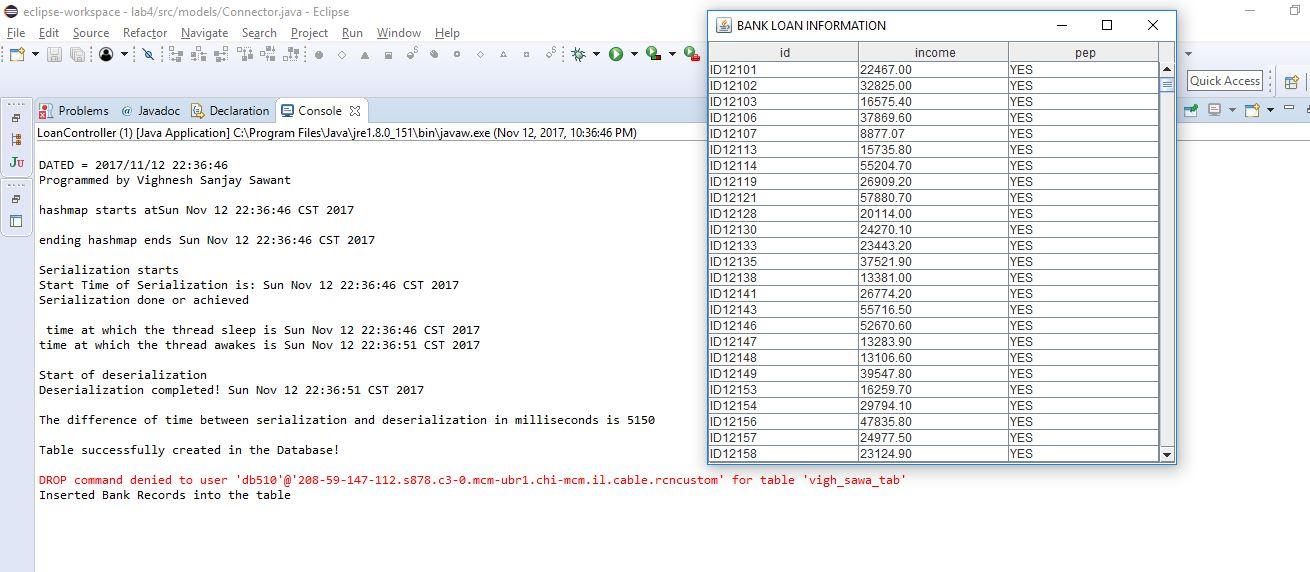 eclipse-workspace - lab4/src/models/Connector.java - Eclipse
File Edit Source Refactor Navigate Search Project Run Window Help
Quick Access
Problems @ Javadoc Declaration Console
LoanController (1) [Java Application] C:\Program Files\Java\jre1.8.0_151\bin\javaw.exe (Nov 12, 2017, 10:36:46 PM)
JU
DATED = 2017/11/12 22:36:46
Programmed by Vighnesh Sanjay Sawant
hashmap starts atSun Nov 12 22:36:46 CST 2017
ending hashmap ends Sun Nov 12 22:36:46 CST 2017
Serialization starts
Start Time of Serialization is: Sun Nov 12 22:36:46 CST 2017
Serialization done or achieved
time at which the thread sleep is Sun Nov 12 22:36:46 CST 2017
time at which the thread awakes is Sun Nov 12 22:36:51 CST 2017
Start of deserialization
Deserialization completed! Sun Nov 12 22:36:51 CST 2017
The difference of time between serialization and deserialization in milliseconds is 5150
Table successfully created in the Database!
DROP command denied to user 'db510'@'208-59-147-112.s878.c3-0.mcm-ubr1.chi-mcm.il.cable.rcncustom' for table 'vigh_sawa_tab'
Inserted Bank Records into the table
BANK LOAN INFORMATION
id income pep
ID12101 22467.00 YES
ID12102 32825.00 YES
ID12103 16575.40 YES
ID12106 37869.60 YES
ID12107 8877.07 YES
ID12113 15735.80 YES
ID12114 55204.70 YES
ID12119 26909.20 YES
ID12121 57880.70 YES
ID12128 20114.00 YES
ID12130 24270.10 YES
ID12133 23443.20 YES
ID12135 37521.90 YES
ID12138 13381.00 YES
ID12141 26774.20 YES
ID12143 55716.50 YES
ID12146 52670.60 YES
ID12147 13283.90 YES
ID12148 13106.60 YES
ID12149 39547.80 YES
ID12153 16259.70 YES
ID12154 29794.10 YES
ID12156 47835.80 YES
ID12157 24977.50 YES
ID12158 23124.90 YES